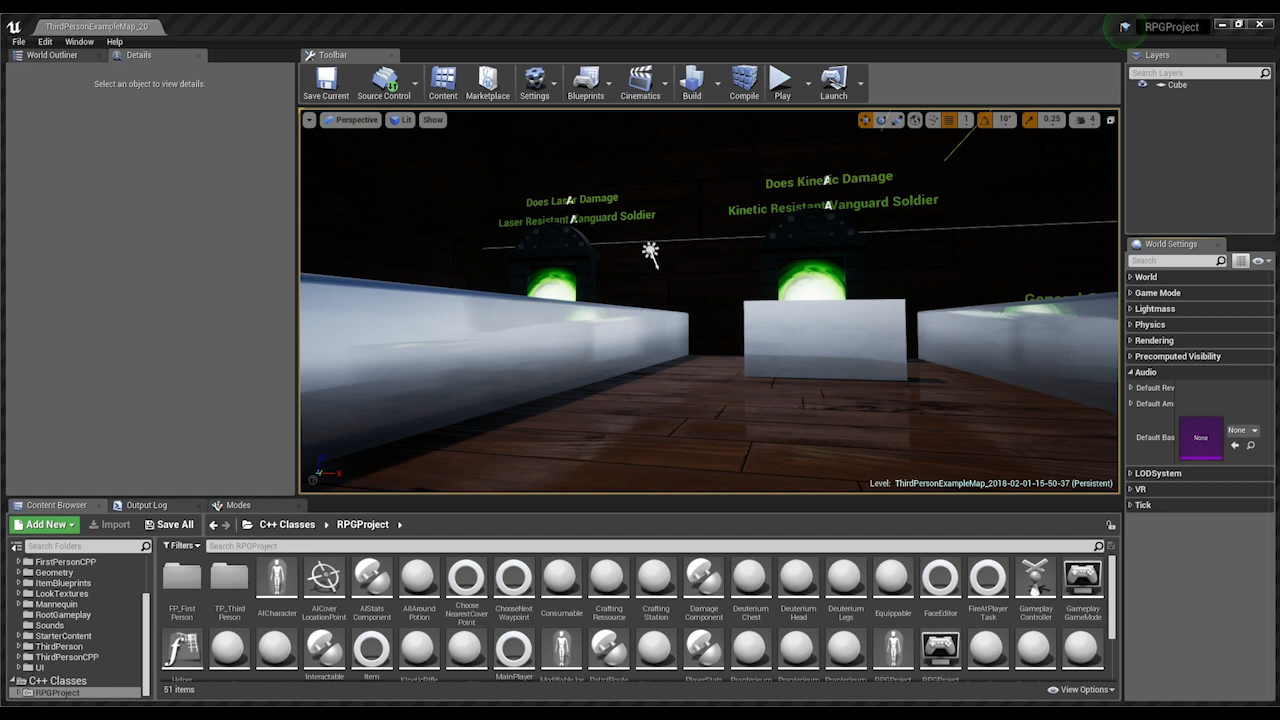 ThirdPersonExampleMap_20
RPGProject
File Edit Window Help
World Outliner
Details
Select an object to view details.
Toolbar
Save Current
Source Control
Content
Marketplace
Settings
Blueprints
Cinematics
Build
Compile
Play
Launch
Perspective
Lit
Show
1
10°
0.25
4
Does Laser Damage
Laser Resistant Vanguard Soldier
Does Kinetic Damage
Kinetic Resistant Vanguard Soldier
Level: ThirdPersonExampleMap_2018-02-01-15-50-37 (Persistent)
Layers
Search Layers
Cube
World Settings
Search
World
Game Mode
Lightmass
Physics
Rendering
Precomputed Visibility
Audio
Default Rev
Default Am
Default Bas
None
None
LODSystem
VR
Tick
Content Browser
Output Log
Modes
Add New
Import
Save All
C++ Classes
RPGProject
Search Folders
Filters
Search RPGProject
FirstPersonCPP
Geometry
ItemBlueprints
LookTextures
Mannequin
RootGameplay
Sounds
StarterContent
ThirdPerson
ThirdPersonCPP
UI
C++ Classes
RPGProject
FP_First
Person
TP_Third
Person
AICharacter
AICover
LocationPoint
AIStats
Component
AllAround
Potion
Choose
NearestCover
Point
ChooseNext
Waypoint
Consumable
Crafting
Ressource
Crafting
Station
Damage
Component
Deuterium
Chest
Deuterium
Head
Deuterium
Legs
Equippable
FaceEditor
FireAtPlayer
Task
Gameplay
Controller
Gameplay
GameMode
Interactable
Item
MainPlayer
51 items
View Options